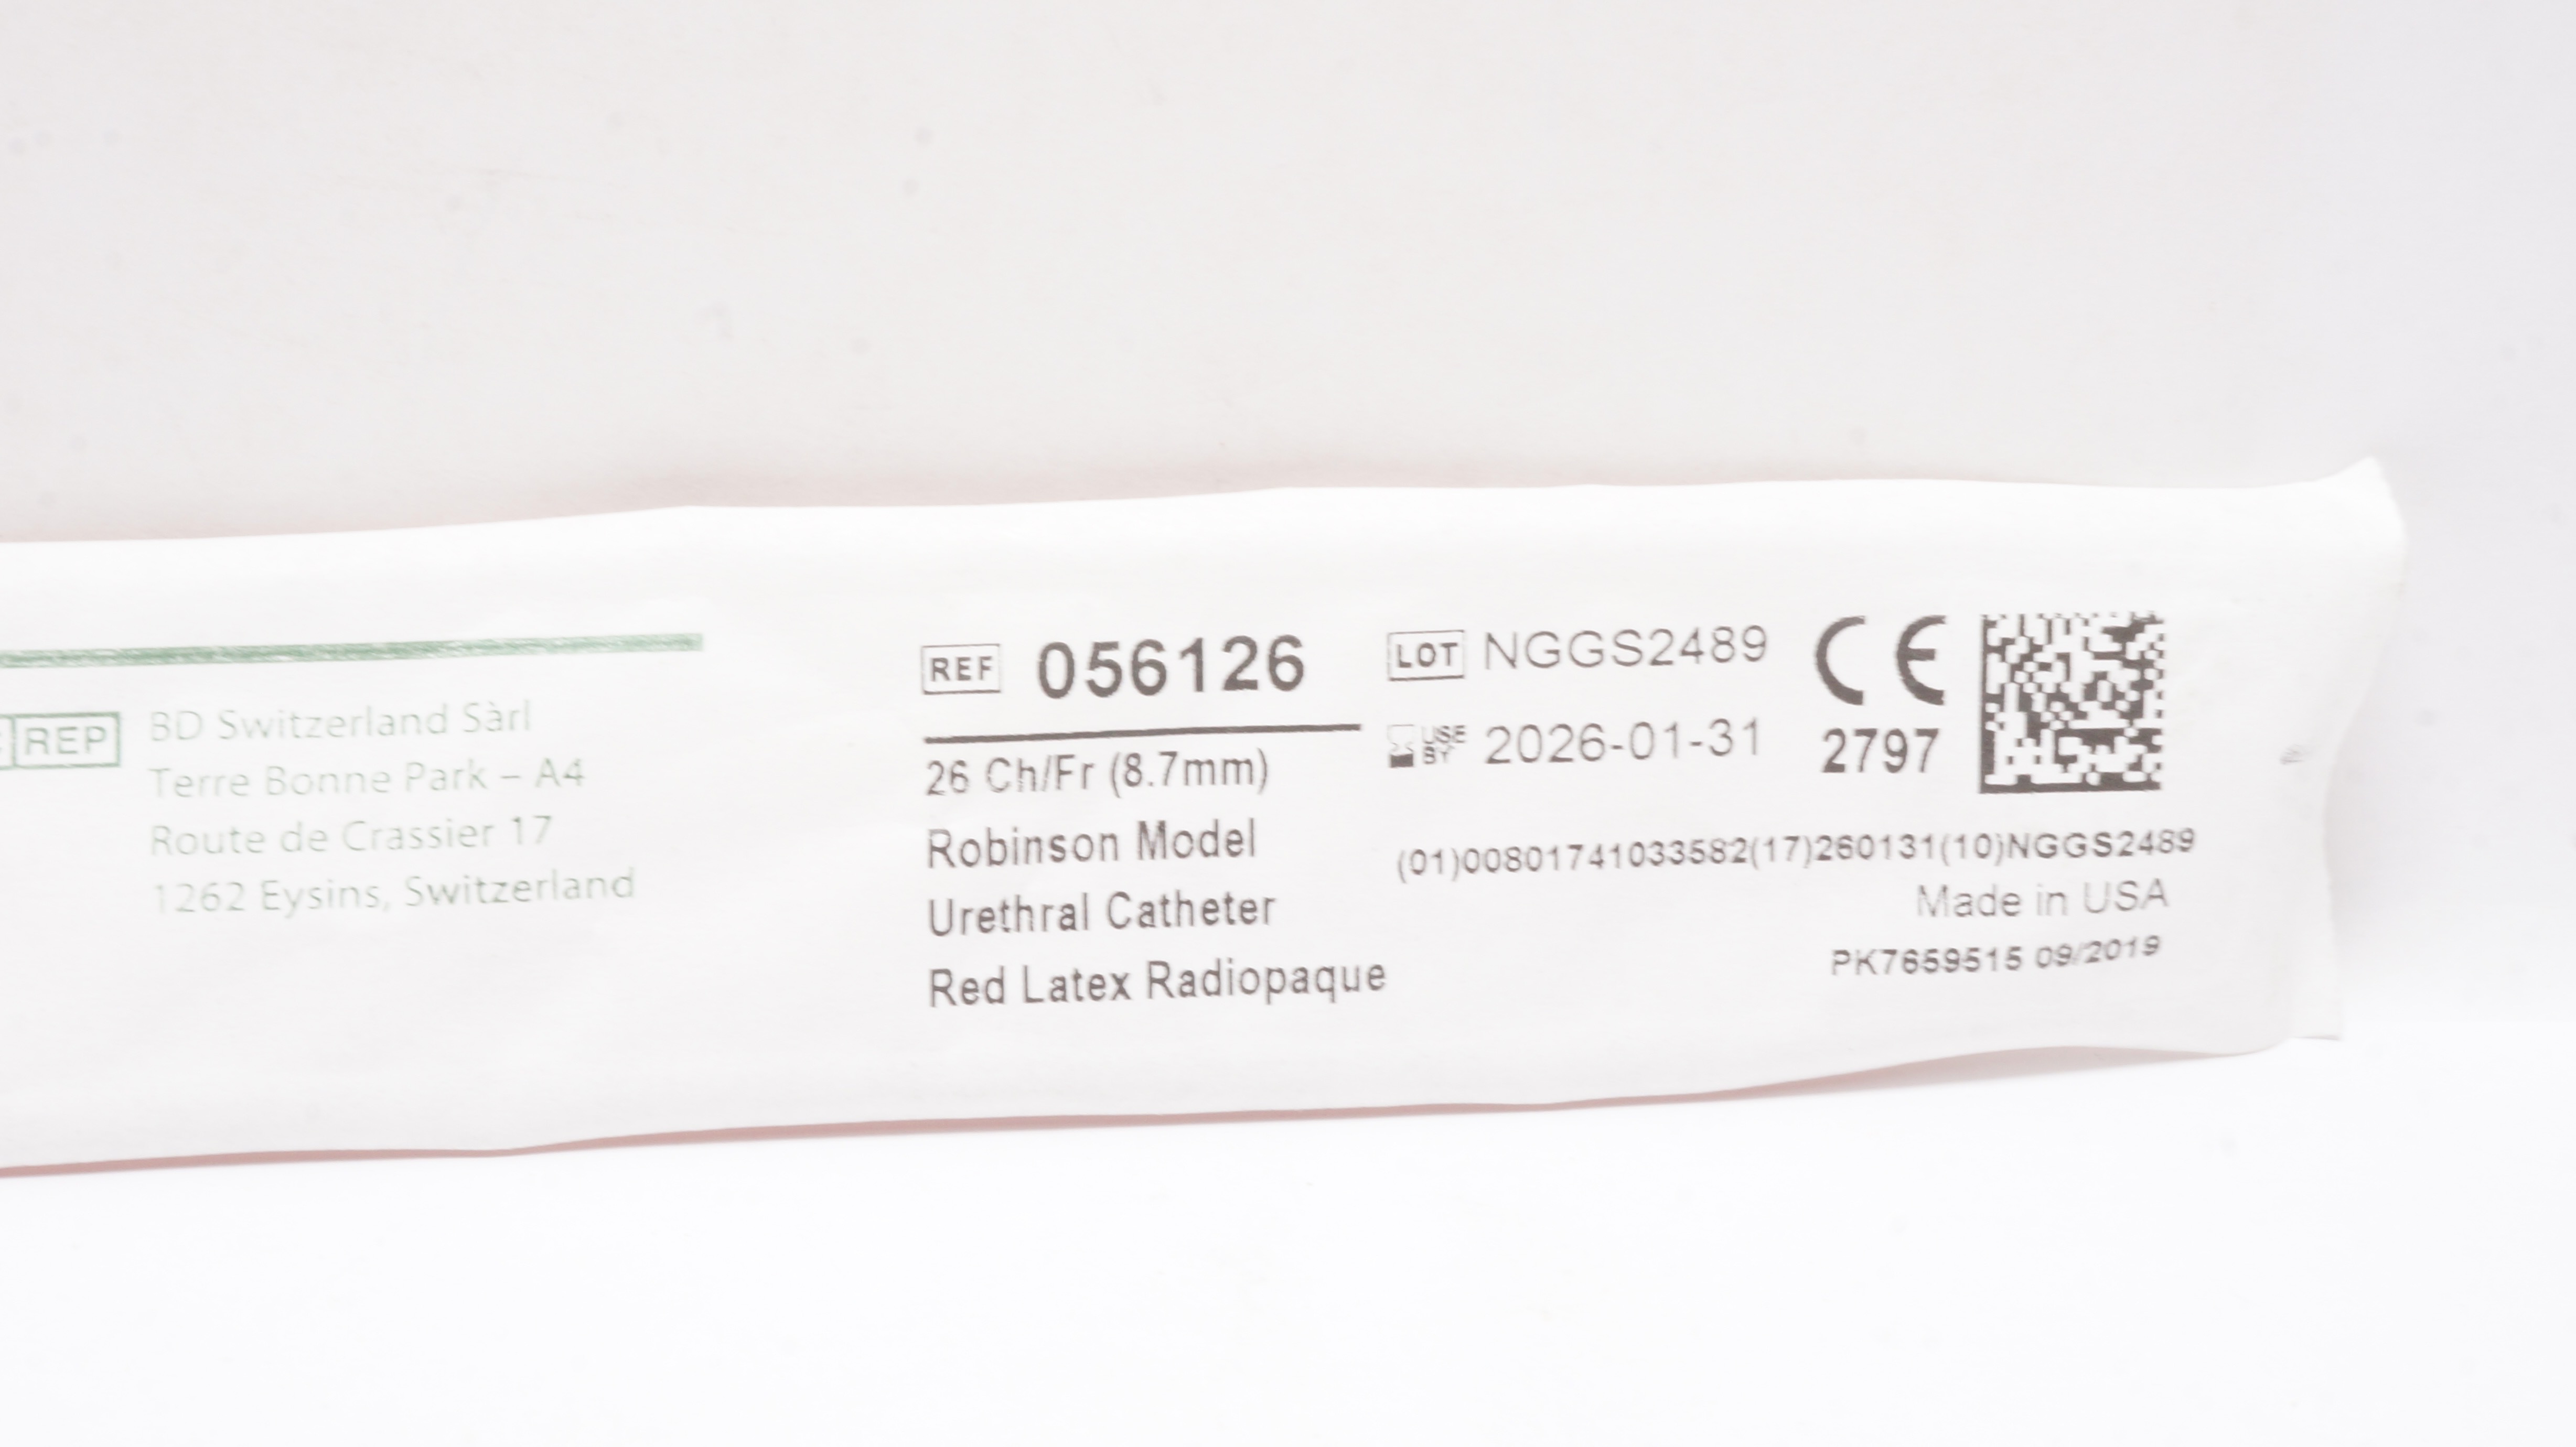 REP
BD Switzerland Sàrl
Terre Bonne Park – A4
Route de Crassier 17
1262 Eysins, Switzerland
REF 056126
26 Ch/Fr (8.7mm)
Robinson Model
Urethral Catheter
Red Latex Radiopaque
LOT NGGS2489
USE BY 2026-01-31
CE
2797
(01)00801741033582(17)260131(10)NGGS2489
Made in USA
PK7659515 09/2019